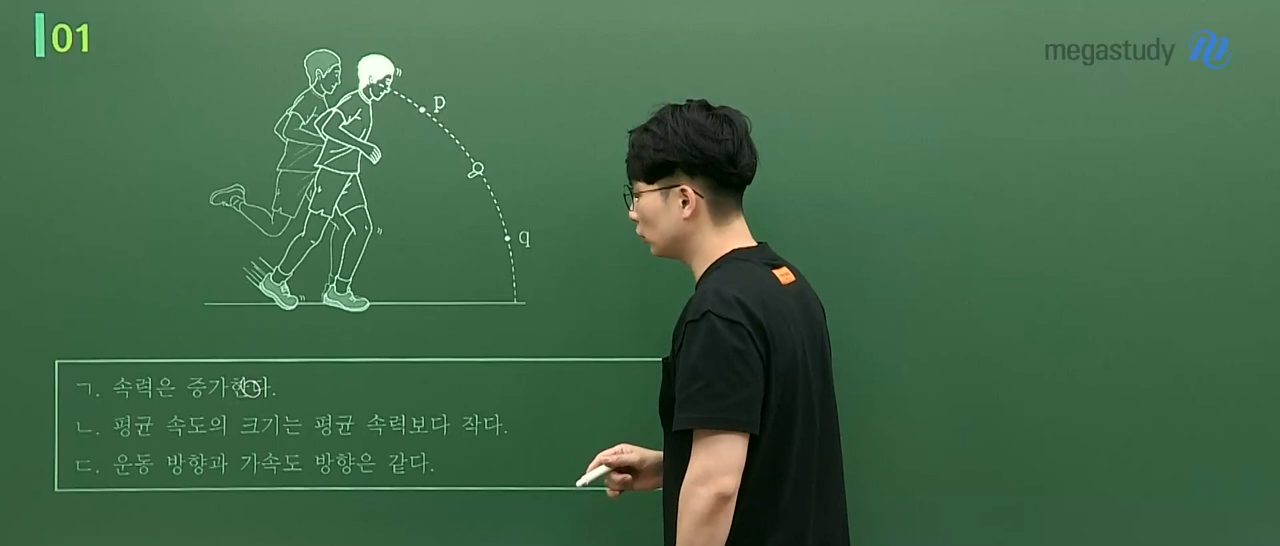 01
megastudy
p
q
ㄱ. 속력은 증가한다.
ㄴ. 평균 속도의 크기는 평균 속력보다 작다.
ㄷ. 운동 방향과 가속도 방향은 같다.